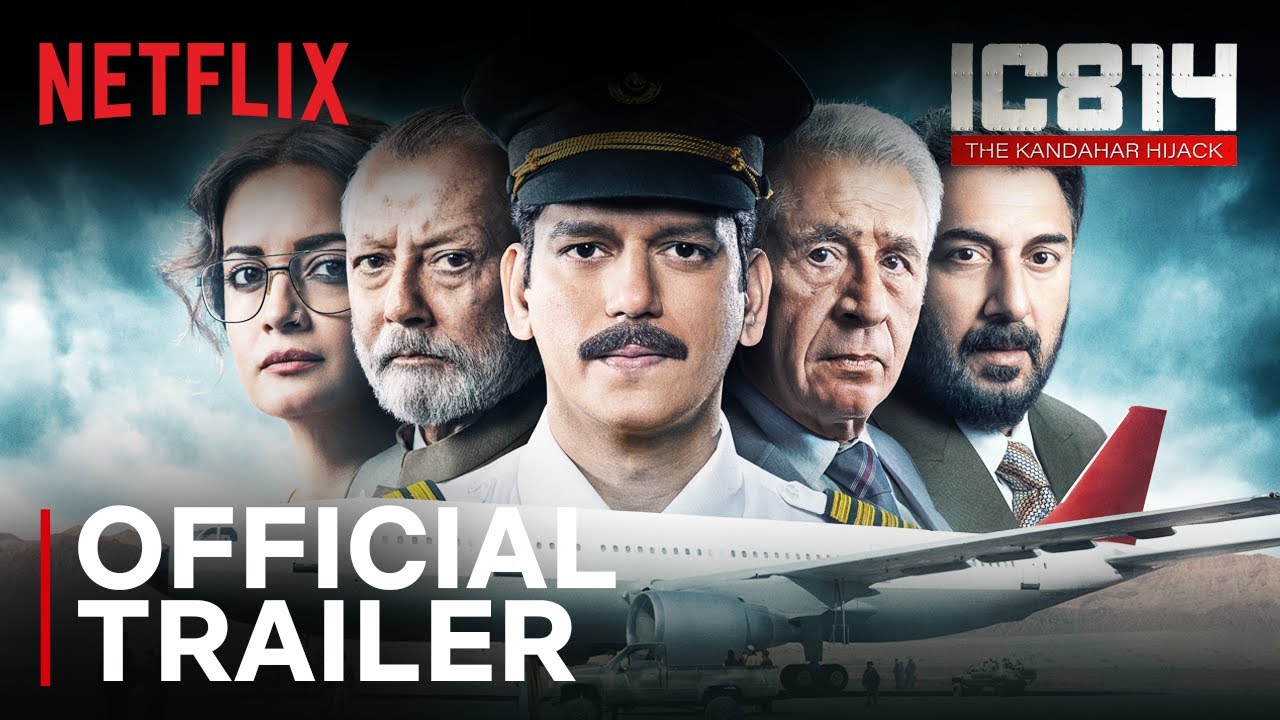 NETFLIX
IC814
THE KANDAHAR HIJACK
OFFICIAL
TRAILER